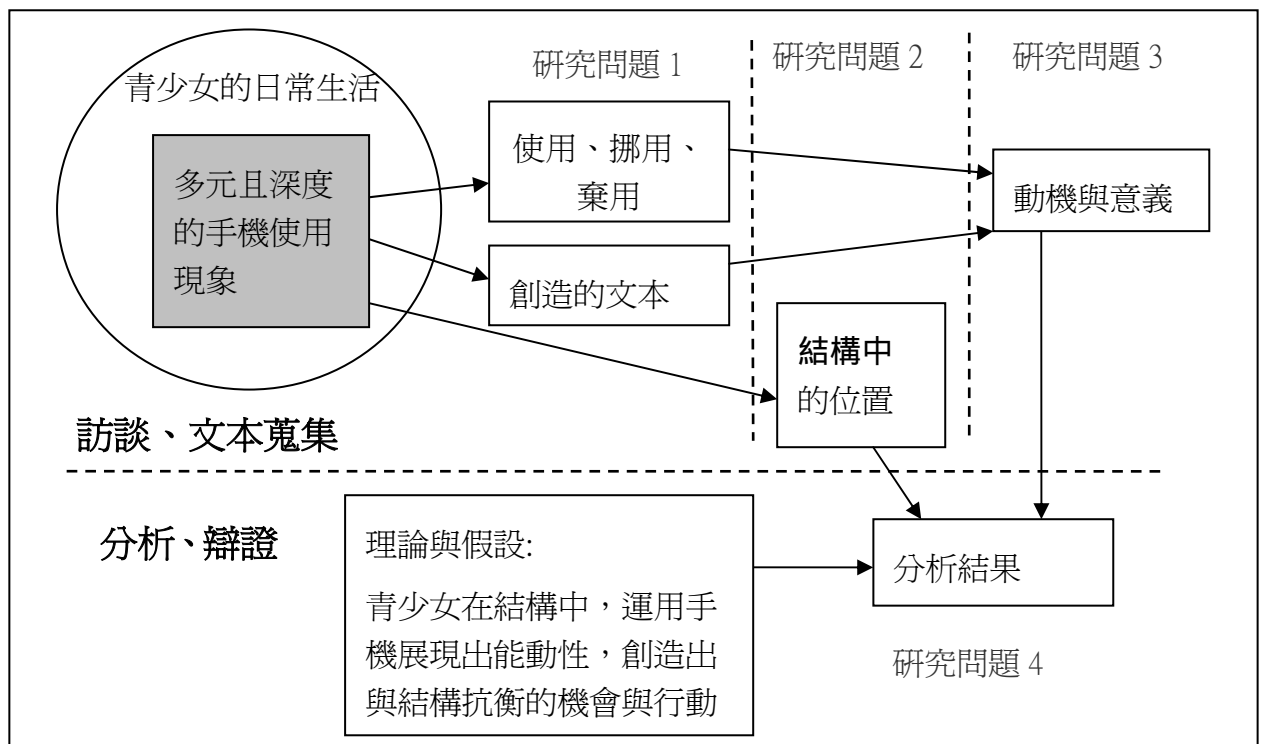 研究問題 1
研究問題 2
研究問題 3
青少女的日常生活
多元且深度
的手機使用
現象
使用、挪用、
棄用
創造的文本
動機與意義
結構中
的位置
訪談、文本蒐集
分析、辯證
理論與假設:
青少女在結構中，運用手
機展現出能動性，創造出
與結構抗衡的機會與行動
分析結果
研究問題 4